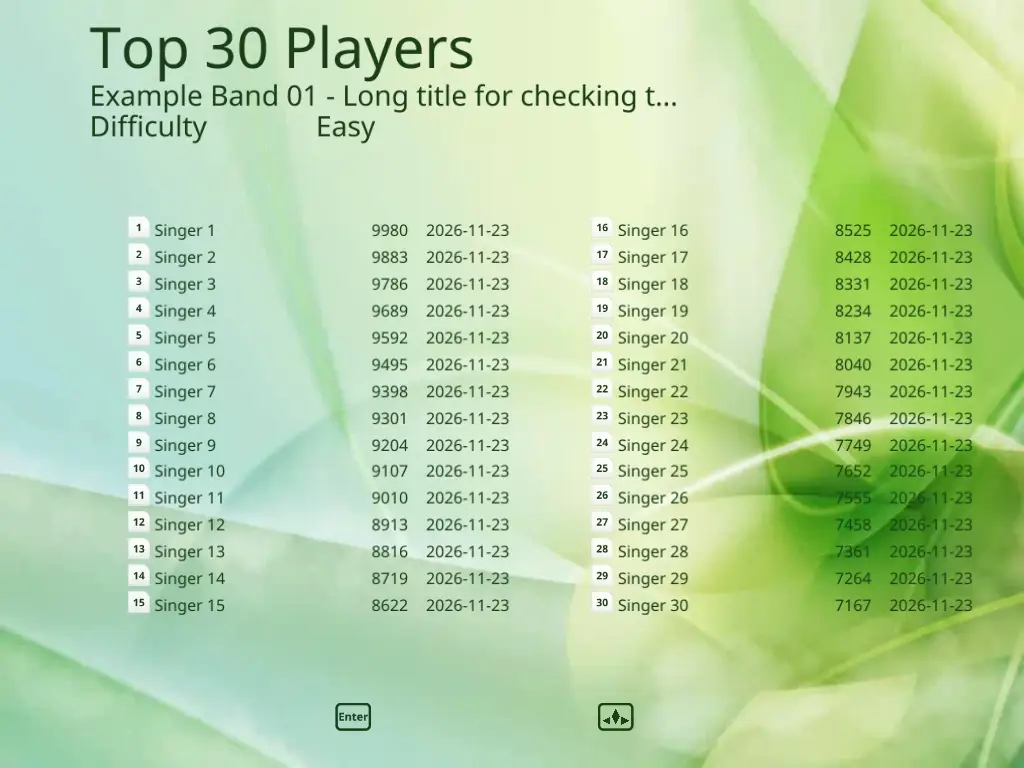 Top 30 Players
Example Band 01 - Long title for checking t...
Difficulty Easy
1 Singer 1 9980 2026-11-23
2 Singer 2 9883 2026-11-23
3 Singer 3 9786 2026-11-23
4 Singer 4 9689 2026-11-23
5 Singer 5 9592 2026-11-23
6 Singer 6 9495 2026-11-23
7 Singer 7 9398 2026-11-23
8 Singer 8 9301 2026-11-23
9 Singer 9 9204 2026-11-23
10 Singer 10 9107 2026-11-23
11 Singer 11 9010 2026-11-23
12 Singer 12 8913 2026-11-23
13 Singer 13 8816 2026-11-23
14 Singer 14 8719 2026-11-23
15 Singer 15 8622 2026-11-23
16 Singer 16 8525 2026-11-23
17 Singer 17 8428 2026-11-23
18 Singer 18 8331 2026-11-23
19 Singer 19 8234 2026-11-23
20 Singer 20 8137 2026-11-23
21 Singer 21 8040 2026-11-23
22 Singer 22 7943 2026-11-23
23 Singer 23 7846 2026-11-23
24 Singer 24 7749 2026-11-23
25 Singer 25 7652 2026-11-23
26 Singer 26 7555 2026-11-23
27 Singer 27 7458 2026-11-23
28 Singer 28 7361 2026-11-23
29 Singer 29 7264 2026-11-23
30 Singer 30 7167 2026-11-23
Enter